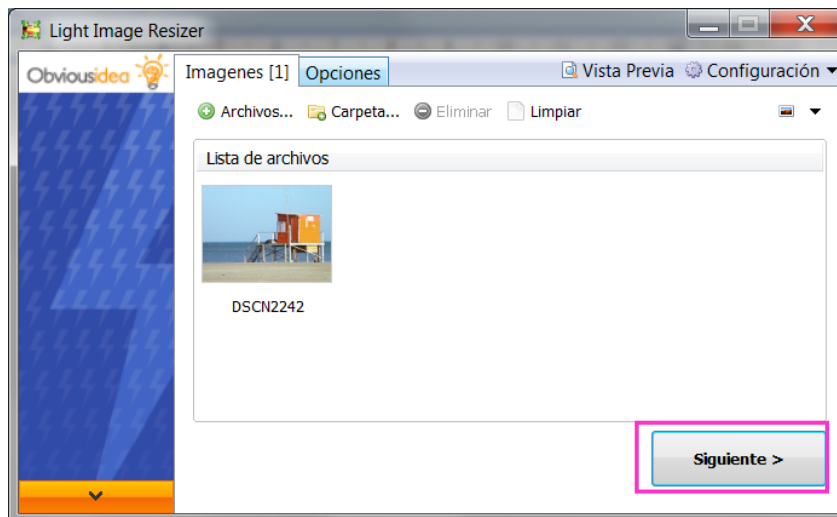 Light Image Resizer
Obviousidea
Imagenes [1] Opciones Vista Previa Configuración
Archivos... Carpeta... Eliminar Limpiar
Lista de archivos
DSCN2242
Siguiente >